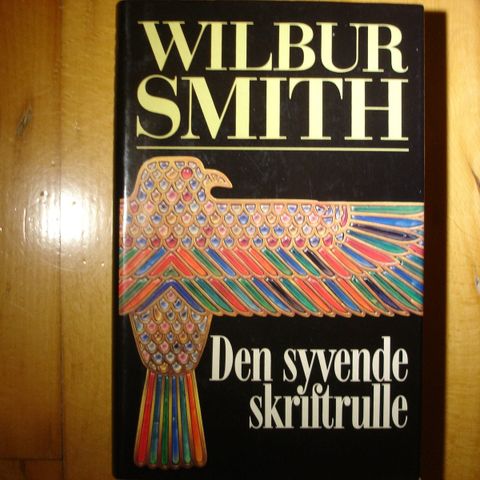 WILBUR
SMITH
Den syvende
skriftrulle